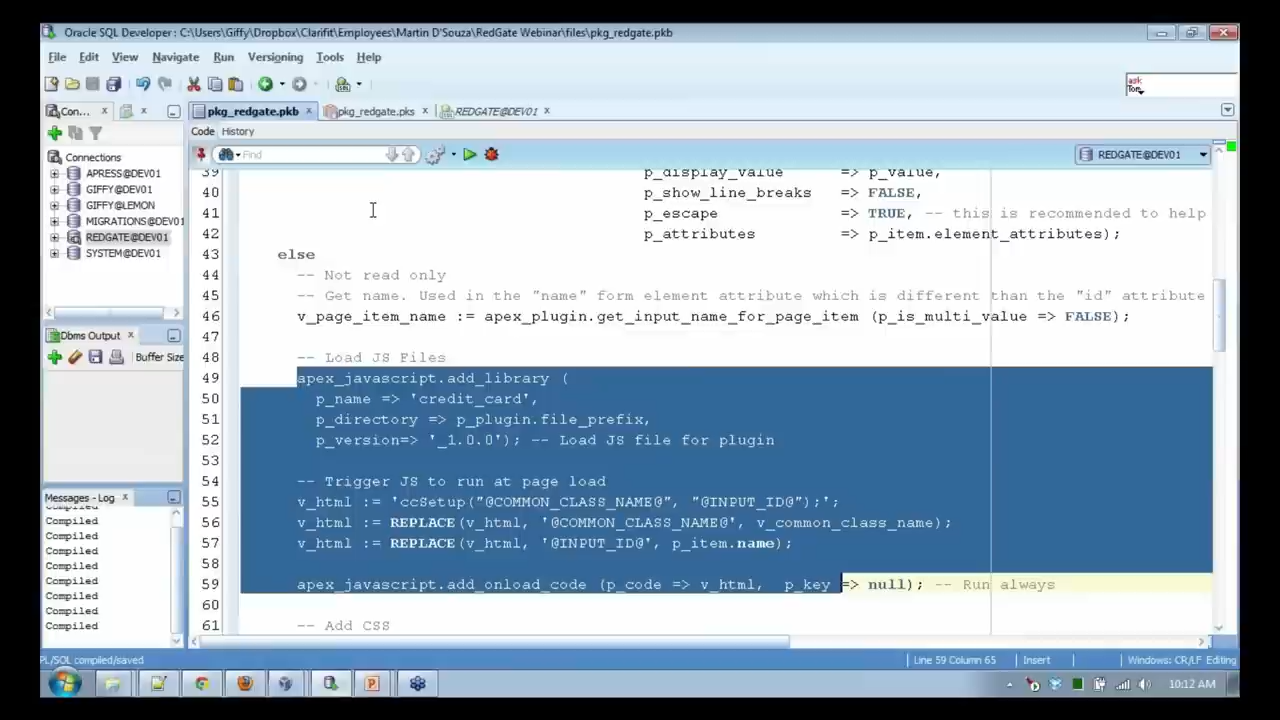 Oracle SQL Developer : C:\Users\Giffy\Dropbox\Clarifit\Employees\Martin D'Souza\RedGate Webinar\files\pkg_redgate.pkb
File Edit View Navigate Run Versioning Tools Help
ask
Tom
Con...
pkg_redgate.pkb
pkg_redgate.pks
REDGATE@DEV01
Code History
Find
REDGATE@DEV01
Connections
APRESS@DEV01
GIFFY@DEV01
GIFFY@LEMON
MIGRATIONS@DEV01
REDGATE@DEV01
SYSTEM@DEV01
Dbms Output
Buffer Size
Messages - Log
Compiled
Compiled
Compiled
Compiled
Compiled
Compiled
Compiled
Compiled
39 p_display_value => p_value,
40 p_show_line_breaks => FALSE,
41 p_escape => TRUE, -- this is recommended to help
42 p_attributes => p_item.element_attributes);
43 else
44 -- Not read only
45 -- Get name. Used in the "name" form element attribute which is different than the "id" attribute
46 v_page_item_name := apex_plugin.get_input_name_for_page_item (p_is_multi_value => FALSE);
47
48 -- Load JS Files
49 apex_javascript.add_library (
50 p_name => 'credit_card',
51 p_directory => p_plugin.file_prefix,
52 p_version=> '_1.0.0'); -- Load JS file for plugin
53
54 -- Trigger JS to run at page load
55 v_html := 'ccSetup("@COMMON_CLASS_NAME@", "@INPUT_ID@");';
56 v_html := REPLACE(v_html, '@COMMON_CLASS_NAME@', v_common_class_name);
57 v_html := REPLACE(v_html, '@INPUT_ID@', p_item.name);
58
59 apex_javascript.add_onload_code (p_code => v_html, p_key => null); -- Run always
60
61 -- Add CSS
PL/SQL compiled/saved
Line 59 Column 65
Insert
Windows: CR/LF Editing
10:12 AM